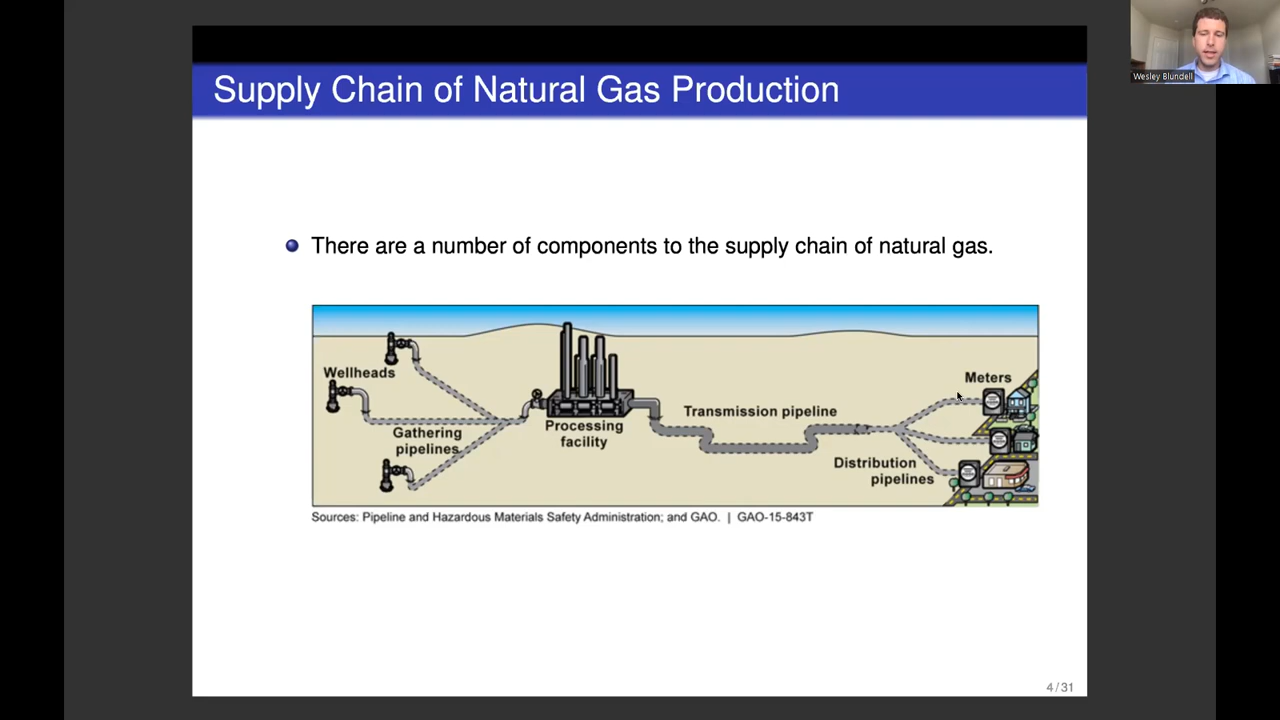 Wesley Blundell
Supply Chain of Natural Gas Production
There are a number of components to the supply chain of natural gas.
Wellheads
Gathering
pipelines
Processing
facility
Transmission pipeline
Distribution
pipelines
Meters
Sources: Pipeline and Hazardous Materials Safety Administration; and GAO. | GAO-15-843T
4 / 31